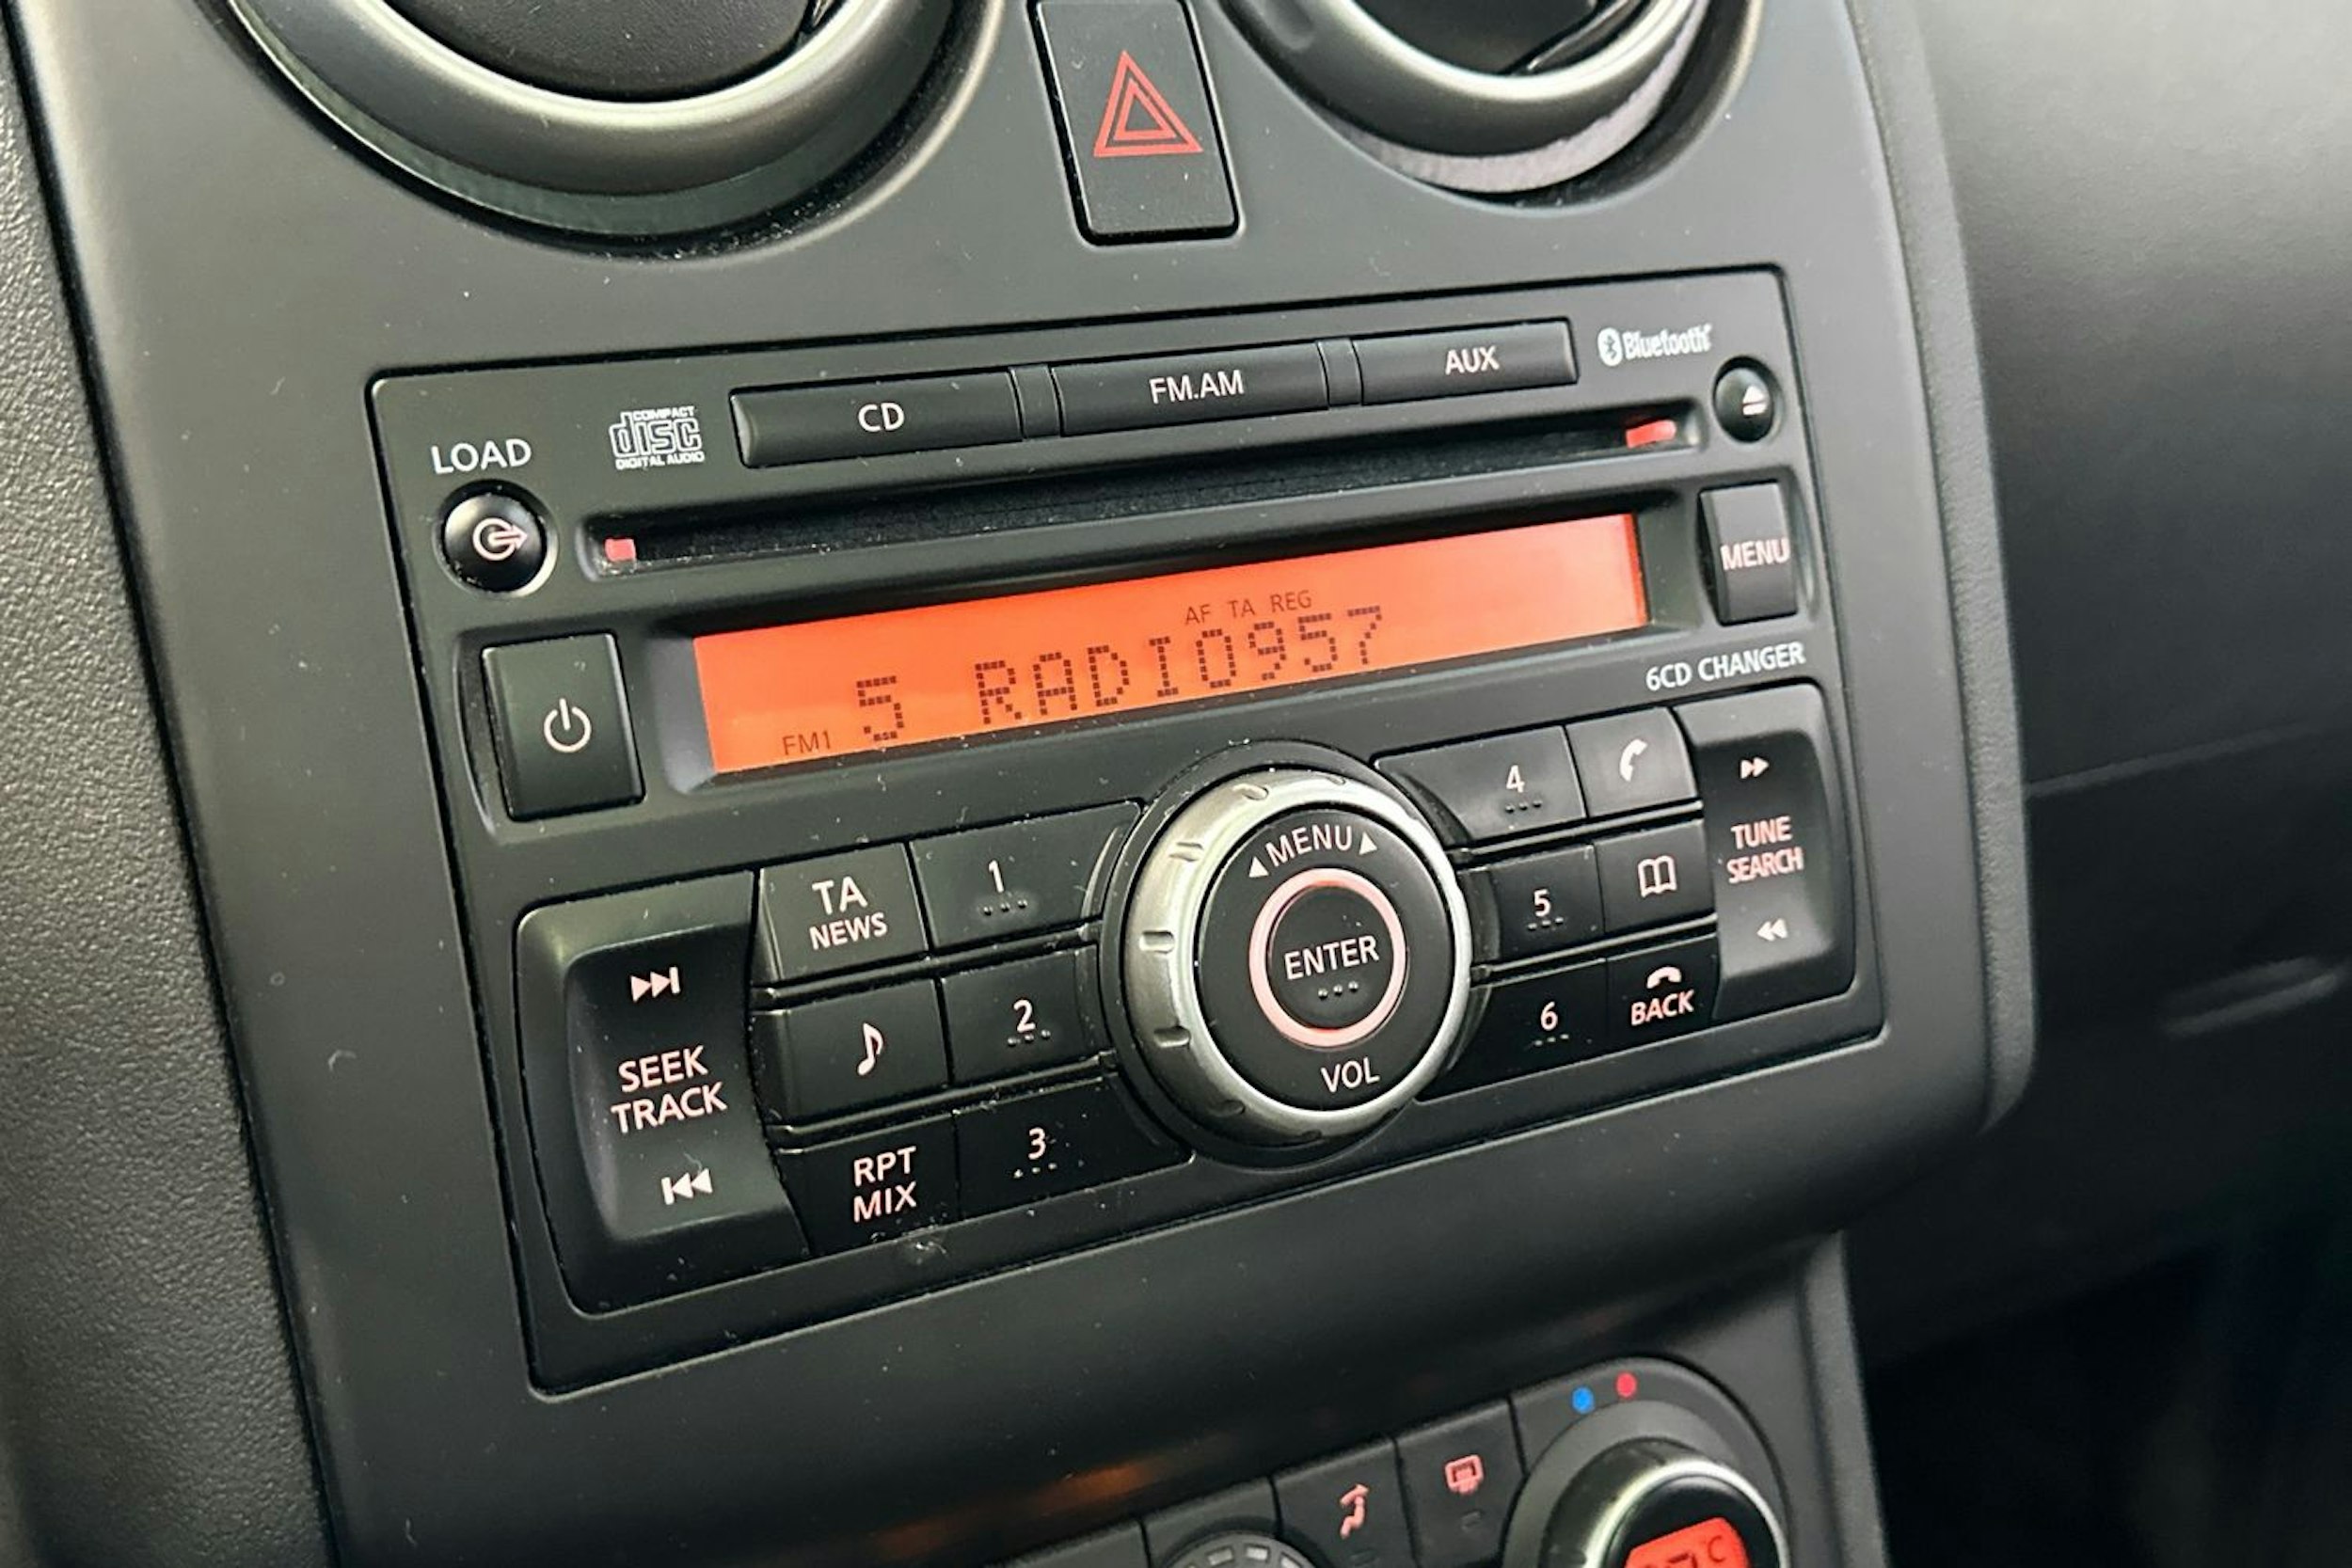 CD
FM.AM
AUX
Bluetooth
COMPACT
disc
DIGITAL AUDIO
LOAD
MENU
AF TA REG
FM1 5 RADIO957
6CD CHANGER
TA
NEWS
1
2
3
SEEK
TRACK
RPT
MIX
MENU
ENTER
VOL
4
5
6
BACK
TUNE
SEARCH